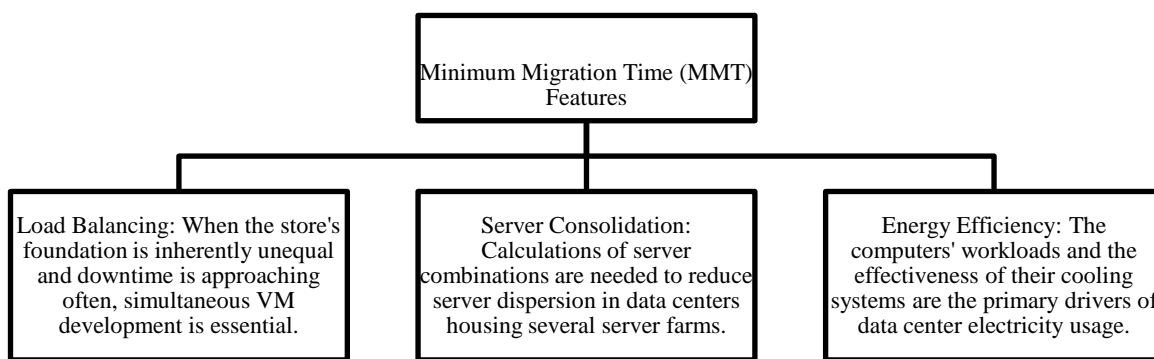 Minimum Migration Time (MMT)
Features
Load Balancing: When the store's
foundation is inherently unequal
and downtime is approaching
often, simultaneous VM
development is essential.
Server Consolidation:
Calculations of server
combinations are needed to reduce
server dispersion in data centers
housing several server farms.
Energy Efficiency: The
computers' workloads and the
effectiveness of their cooling
systems are the primary drivers of
data center electricity usage.